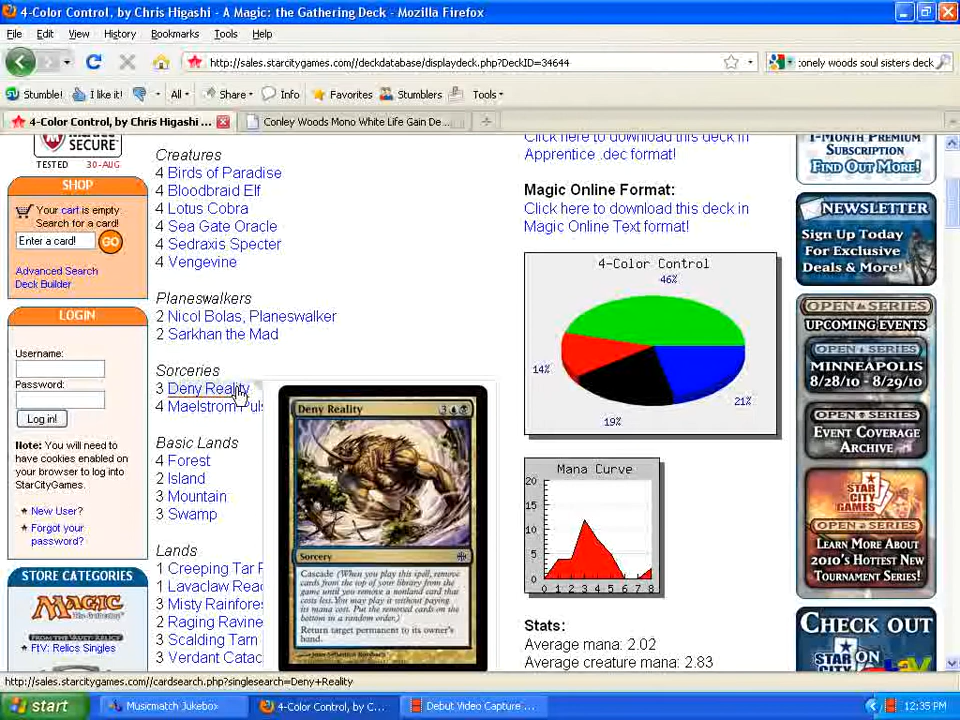 4-Color Control, by Chris Higashi - A Magic: the Gathering Deck - Mozilla Firefox
File Edit View History Bookmarks Tools Help
http://sales.starcitygames.com//deckdatabase/displaydeck.php?DeckID=34644
:onely woods soul sisters deck
Stumble! I like it! All Share Info Favorites Stumblers Tools
4-Color Control, by Chris Higashi ...
Conley Woods Mono White Life Gain De...
SECURE
TESTED 30-AUG
SHOP
Your cart is empty
Search for a card!
Enter a card! GO
Advanced Search
Deck Builder
LOGIN
Username:
Password:
Log in!
Note: You will need to
have cookies enabled on
your browser to log into
StarCityGames.
New User?
Forgot your
password?
STORE CATEGORIES
MAGIC
FROM THE VAULT: RELICS
FtV: Relics Singles
Creatures
4 Birds of Paradise
4 Bloodbraid Elf
4 Lotus Cobra
4 Sea Gate Oracle
4 Sedraxis Specter
4 Vengevine
Planeswalkers
2 Nicol Bolas, Planeswalker
2 Sarkhan the Mad
Sorceries
3 Deny Reality
4 Maelstrom Puls
Basic Lands
4 Forest
2 Island
3 Mountain
3 Swamp
Lands
1 Creeping Tar F
1 Lavaclaw Reac
3 Misty Rainfores
2 Raging Ravine
3 Scalding Tarn
3 Verdant Catac
Deny Reality 3
Sorcery
Cascade (When you play this spell, remove
cards from the top of your library from the
game until you remove a nonland card that
costs less. You may play it without paying
its mana cost. Put the removed cards on the
bottom in a random order.)
Return target permanent to its owner's
hand.
Click here to download this deck in
Apprentice .dec format!
Magic Online Format:
Click here to download this deck in
Magic Online Text format!
4-Color Control
46%
14%
21%
19%
Mana Curve
20
15
10
5
0
0 1 2 3 4 5 6 7 8
Stats:
Average mana: 2.02
Average creature mana: 2.83
1-MONTH PREMIUM
SUBSCRIPTION
FIND OUT MORE!
NEWSLETTER
Sign Up Today
For Exclusive
Deals & More!
OPEN SERIES
UPCOMING EVENTS
MINNEAPOLIS
8/28/10 - 8/29/10
EVENT COVERAGE
ARCHIVE
STAR CITY GAMES
OPEN SERIES
LEARN MORE ABOUT
2010'S HOTTEST NEW
TOURNAMENT SERIES!
CHECK OUT
STAR
CITY
ON
http://sales.starcitygames.com//cardsearch.php?singlesearch=Deny+Reality
start
Musicmatch Jukebox
4-Color Control, by C...
Debut Video Capture ...
12:35 PM